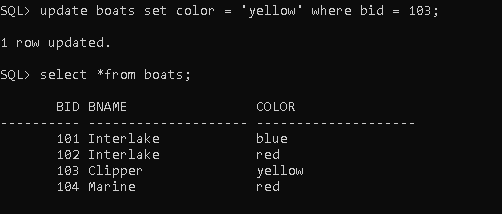 SQL> update boats set color = 'yellow' where bid = 103;
1 row updated.
SQL> select *from boats;
BID BNAME COLOR
---------- -------------------- --------------------
101 Interlake blue
102 Interlake red
103 Clipper yellow
104 Marine red